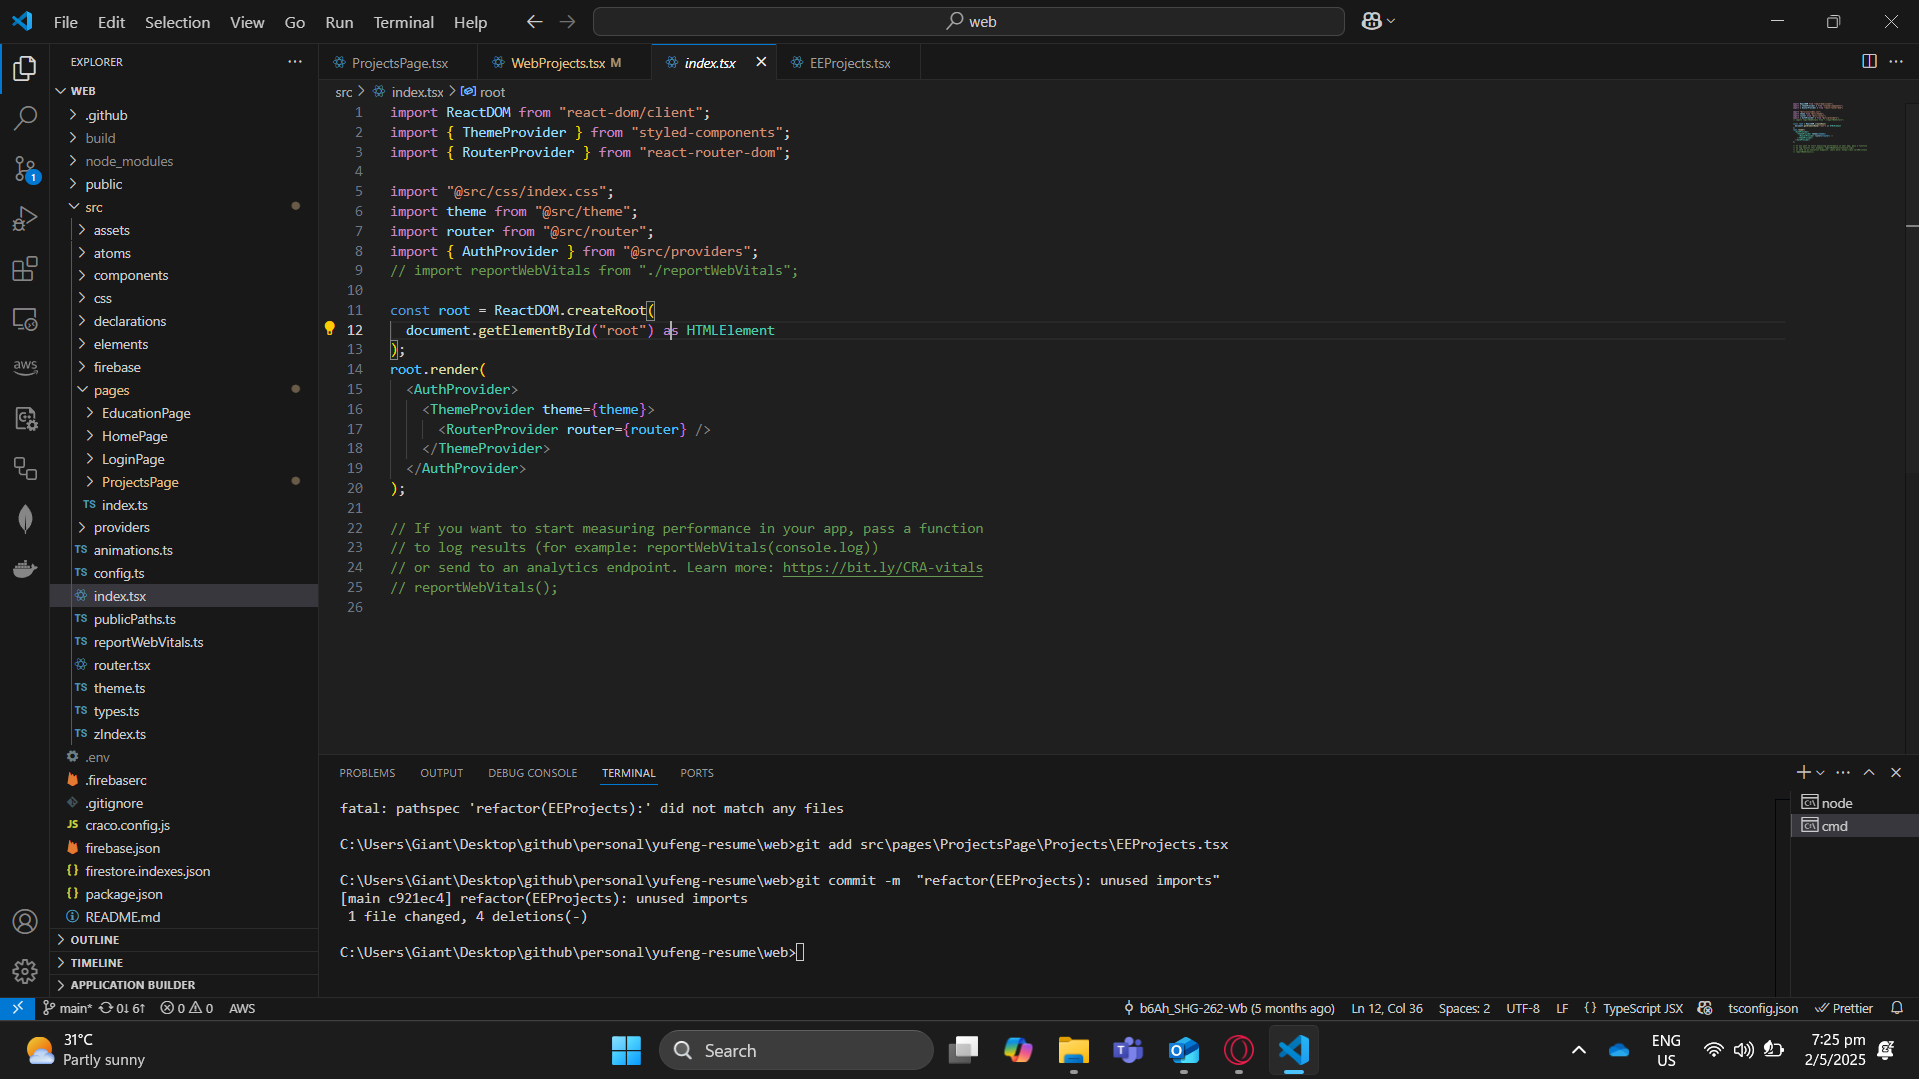 File Edit Selection View Go Run Terminal Help
web
EXPLORER
WEB
.github
build
node_modules
public
src
assets
atoms
components
css
declarations
elements
firebase
pages
EducationPage
HomePage
LoginPage
ProjectsPage
TS index.ts
providers
TS animations.ts
TS config.ts
index.tsx
TS publicPaths.ts
TS reportWebVitals.ts
router.tsx
TS theme.ts
TS types.ts
TS zIndex.ts
.env
.firebaserc
.gitignore
JS craco.config.js
firebase.json
{} firestore.indexes.json
{} package.json
README.md
OUTLINE
TIMELINE
APPLICATION BUILDER
1
aws
ProjectsPage.tsx WebProjects.tsx M index.tsx EEProjects.tsx
src > index.tsx > root
1 import ReactDOM from "react-dom/client";
2 import { ThemeProvider } from "styled-components";
3 import { RouterProvider } from "react-router-dom";
4
5 import "@src/css/index.css";
6 import theme from "@src/theme";
7 import router from "@src/router";
8 import { AuthProvider } from "@src/providers";
9 // import reportWebVitals from "./reportWebVitals";
10
11 const root = ReactDOM.createRoot(
12 document.getElementById("root") as HTMLElement
13 );
14 root.render(
15 <AuthProvider>
16 <ThemeProvider theme={theme}>
17 <RouterProvider router={router} />
18 </ThemeProvider>
19 </AuthProvider>
20 );
21
22 // If you want to start measuring performance in your app, pass a function
23 // to log results (for example: reportWebVitals(console.log))
24 // or send to an analytics endpoint. Learn more: https://bit.ly/CRA-vitals
25 // reportWebVitals();
26
PROBLEMS OUTPUT DEBUG CONSOLE TERMINAL PORTS
fatal: pathspec 'refactor(EEProjects):' did not match any files
C:\Users\Giant\Desktop\github\personal\yufeng-resume\web>git add src\pages\ProjectsPage\Projects\EEProjects.tsx
C:\Users\Giant\Desktop\github\personal\yufeng-resume\web>git commit -m  "refactor(EEProjects): unused imports"
[main c921ec4] refactor(EEProjects): unused imports
1 file changed, 4 deletions(-)
C:\Users\Giant\Desktop\github\personal\yufeng-resume\web>
node
cmd
main* 0↓ 6↑ 0 0 AWS
b6Ah_SHG-262-Wb (5 months ago) Ln 12, Col 36 Spaces: 2 UTF-8 LF {} TypeScript JSX tsconfig.json Prettier
31°C
Partly sunny
Search
ENG
US
7:25 pm
2/5/2025